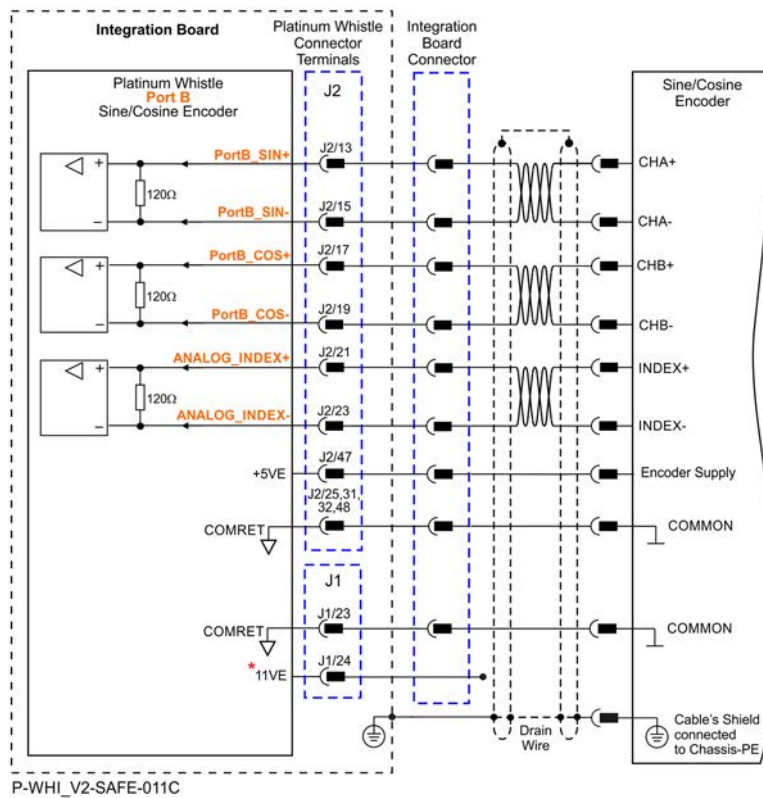 Integration Board
Platinum Whistle
Connector
Terminals
Integration
Board
Connector
Platinum Whistle
Port B
Sine/Cosine Encoder
J2
Sine/Cosine
Encoder
+
120Ω
−
PortB_SIN+
J2/13
CHA+
PortB_SIN-
J2/15
CHA-
+
120Ω
−
PortB_COS+
J2/17
CHB+
PortB_COS-
J2/19
CHB-
+
120Ω
−
ANALOG_INDEX+
J2/21
INDEX+
ANALOG_INDEX-
J2/23
INDEX-
+5VE
J2/47
Encoder Supply
J2/25,31,
32,48
COMRET
COMMON
J1
J1/23
COMRET
COMMON
J1/24
*11VE
Drain
Wire
Cable's Shield
connected
to Chassis-PE
P-WHI_V2-SAFE-011C